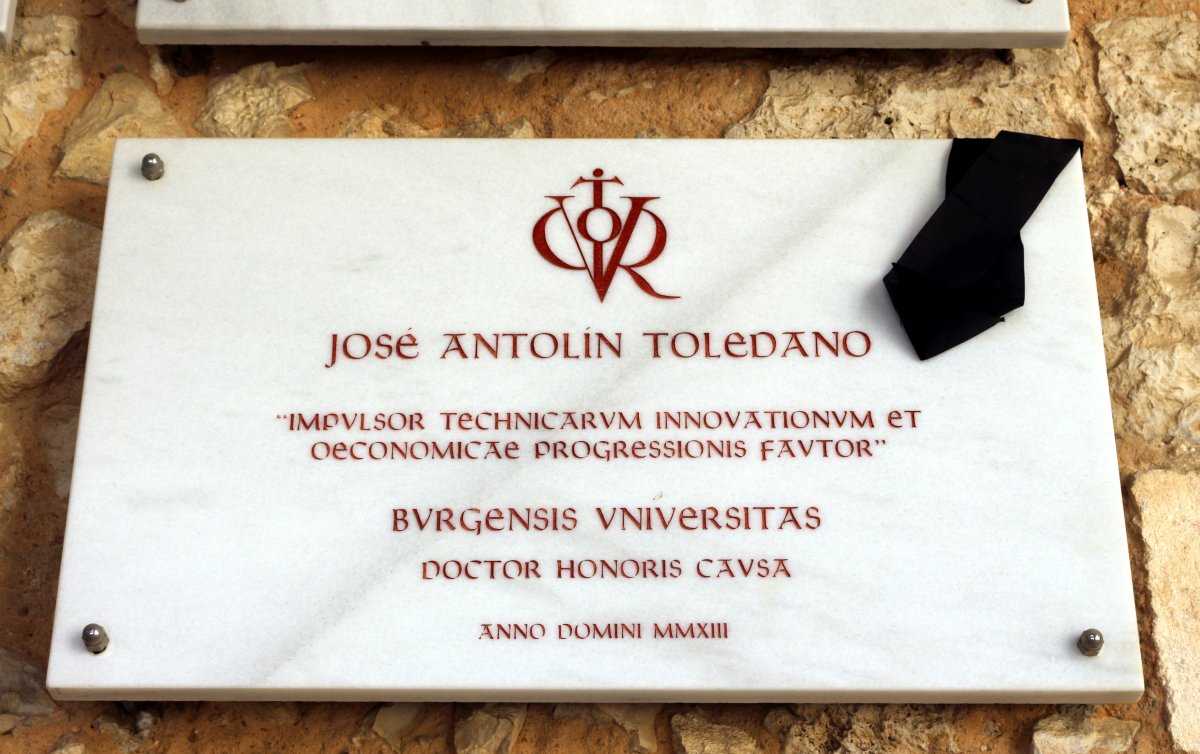 JOSÉ ANTOLÍN TOLEDANO
“IMPVLSOR TECHNICARVM INNOVATIONVM ET
OECONOMICAE PROGRESSIONIS FAVTOR”
BVRGENSIS VNIVERSITAS
DOCTOR HONORIS CAVSA
ANNO DOMINI MMXIII